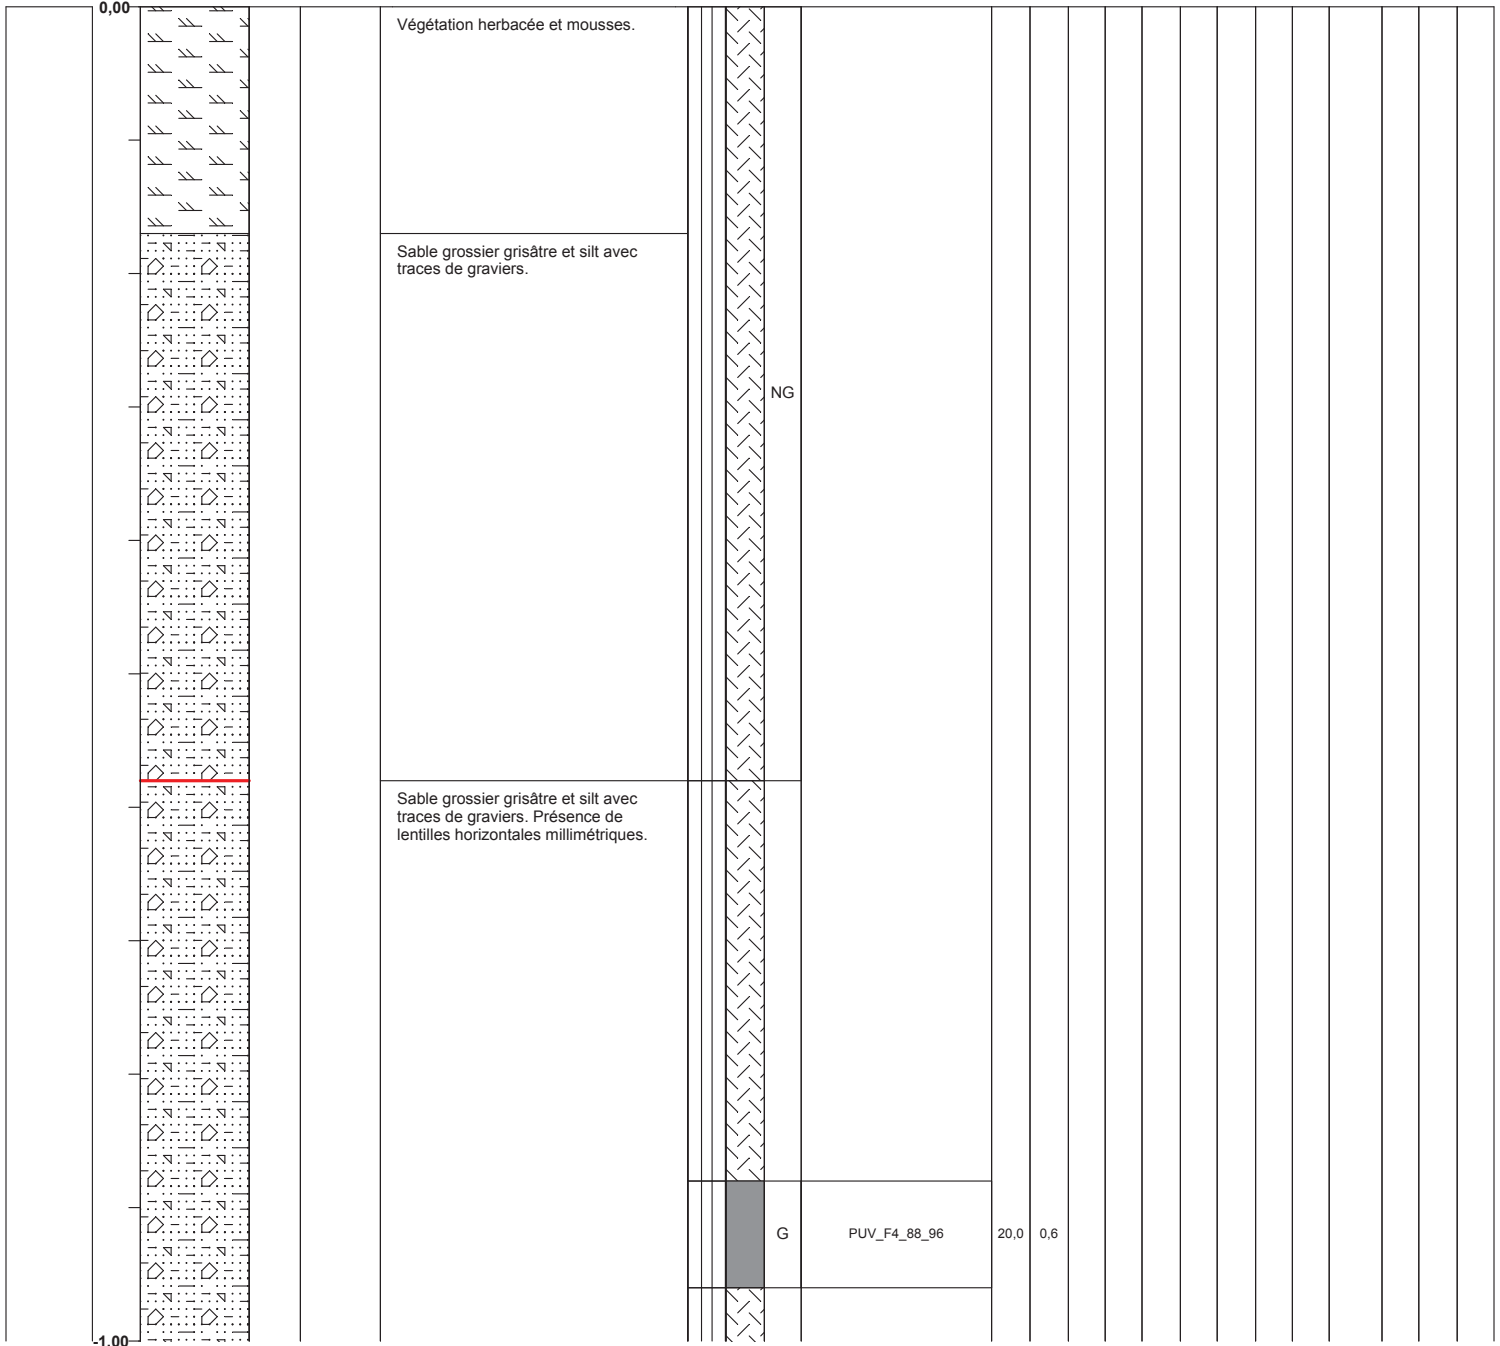 0,00
Végétation herbacée et mousses.
Sable grossier grisâtre et silt avec
traces de graviers.
NG
Sable grossier grisâtre et silt avec
traces de graviers. Présence de
lentilles horizontales millimétriques.
G PUV_F4_88_96 20,0 0,6
-1,00